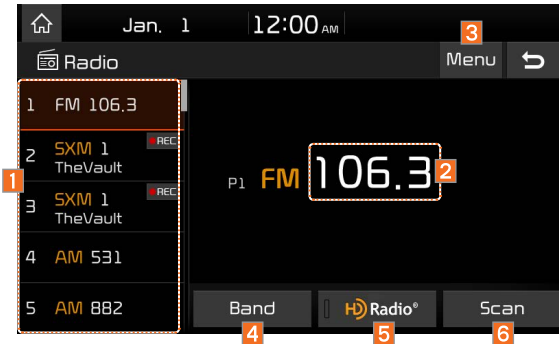 Jan. 1 12:00 AM
3
Radio Menu
1 FM 106.3
2 SXM 1 REC
TheVault
1
3 SXM 1 REC
TheVault
P1 FM 106.3 2
4 AM 531
5 AM 882
Band HD Radio® Scan
4 5 6